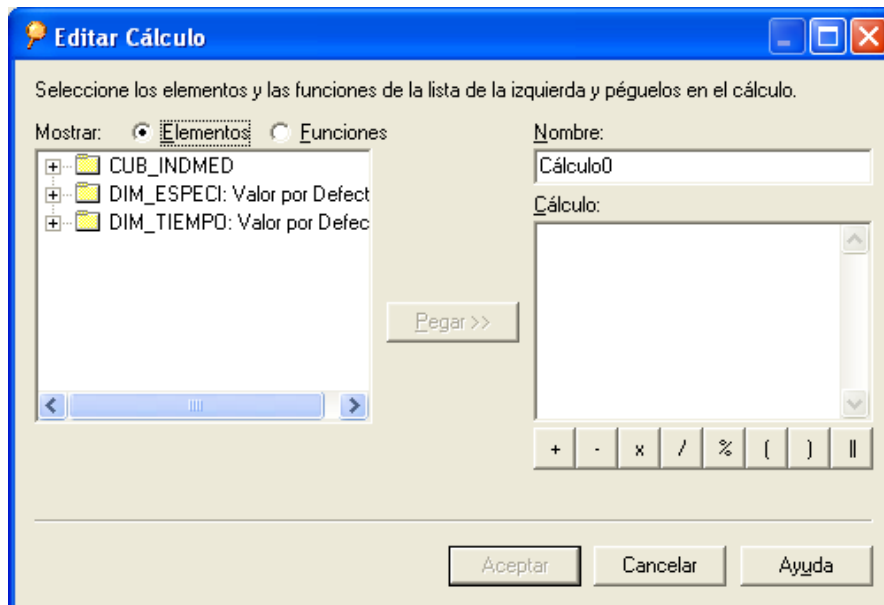 Editar Cálculo
Seleccione los elementos y las funciones de la lista de la izquierda y péguelos en el cálculo.
Mostrar: Elementos Funciones
CUB_INDMED
DIM_ESPECI: Valor por Defect
DIM_TIEMPO: Valor por Defec
Pegar >>
Nombre:
Cálculo0
Cálculo:
+ - x / % ( ) ||
Aceptar Cancelar Ayuda